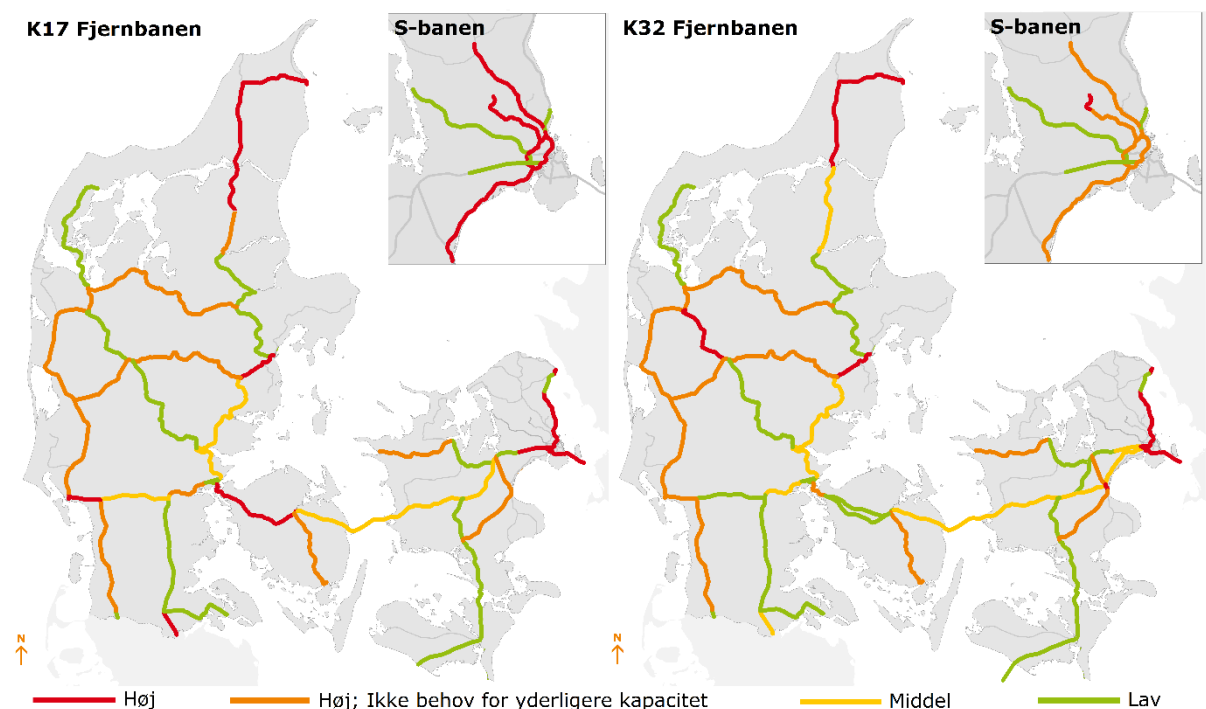 K17 Fjernbanen
S-banen
K32 Fjernbanen
S-banen
N
N
Høj
Høj; Ikke behov for yderligere kapacitet
Middel
Lav